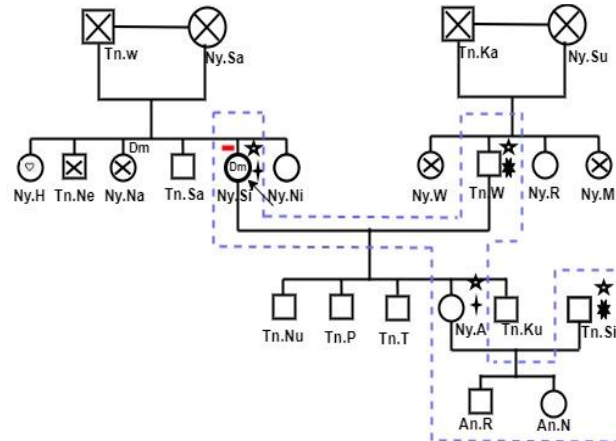 Tn.w
Ny.Sa
Tn.Ka
Ny.Su
Dm
Dm
Ny.H
Tn.Ne
Ny.Na
Tn.Sa
Ny.Si
Ny.Ni
Ny.W
Tn.W
Ny.R
Ny.M
Tn.Nu
Tn.P
Tn.T
Ny.A
Tn.Ku
Tn.Si
An.R
An.N